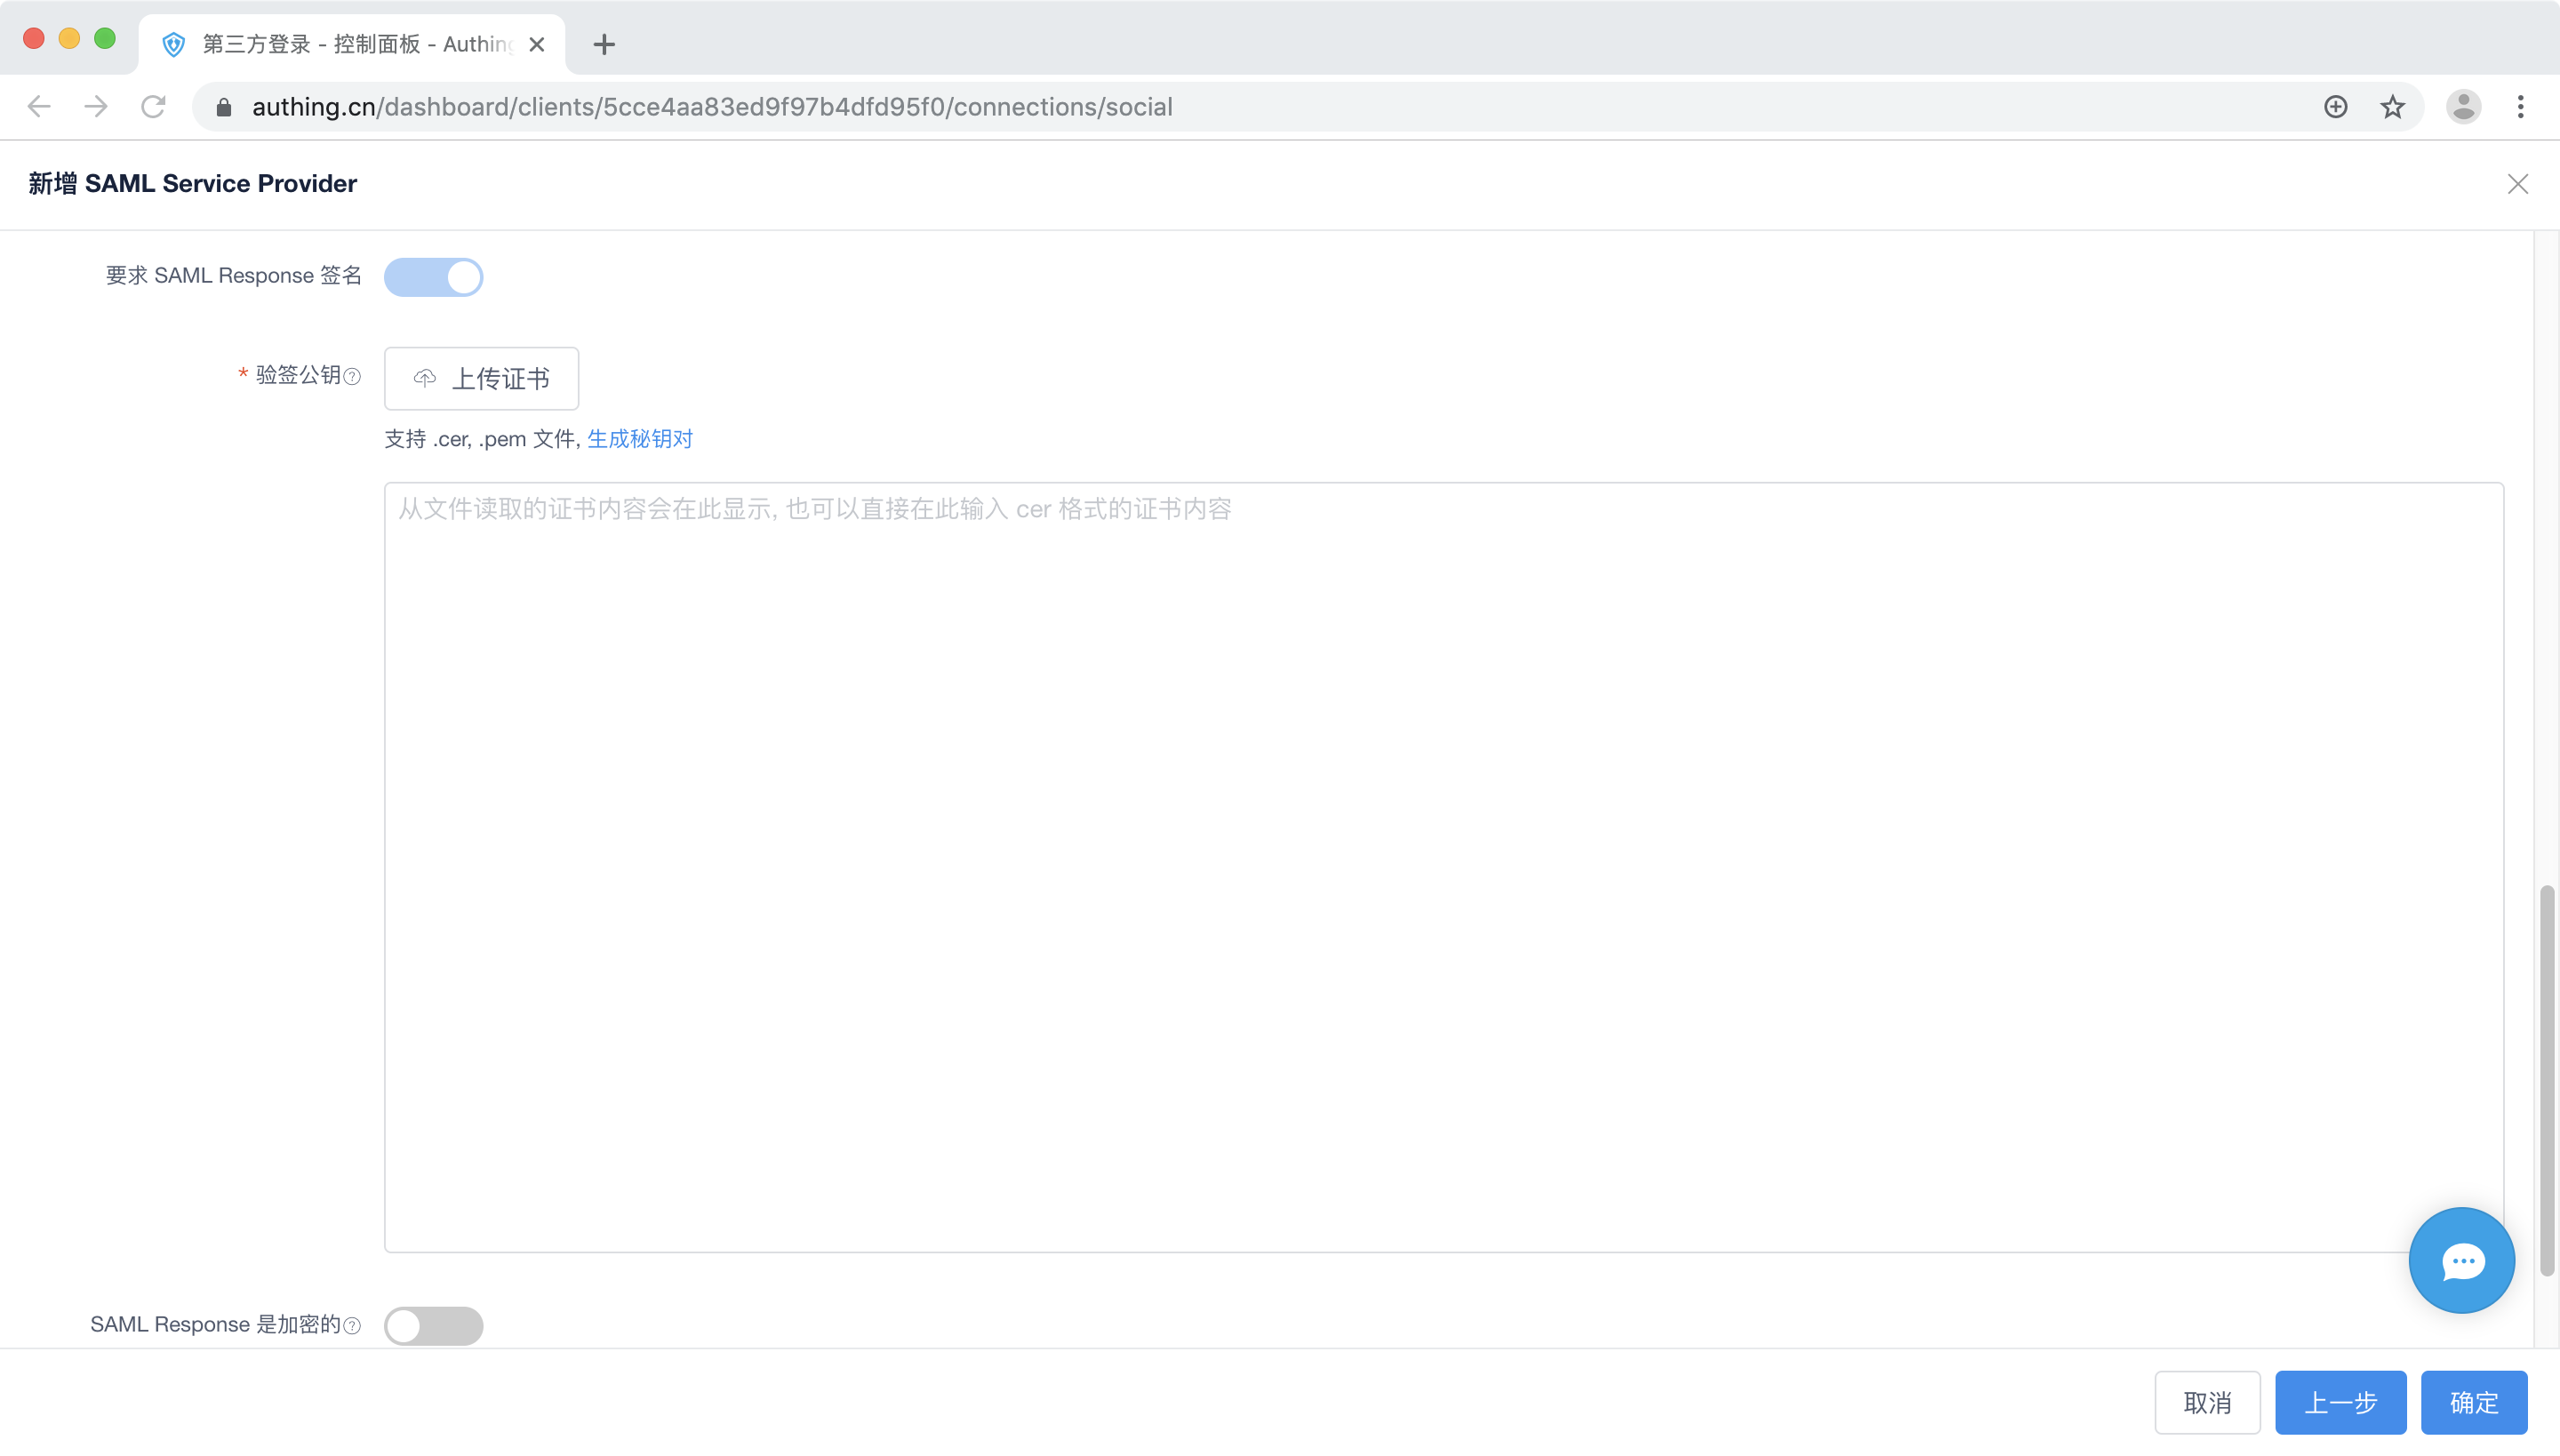 第三方登录 - 控制面板 - Authing
authing.cn/dashboard/clients/5cce4aa83ed9f97b4dfd95f0/connections/social
新增 SAML Service Provider
要求 SAML Response 签名
* 验签公钥
上传证书
支持 .cer, .pem 文件, 生成秘钥对
从文件读取的证书内容会在此显示, 也可以直接在此输入 cer 格式的证书内容
SAML Response 是加密的
取消
上一步
确定